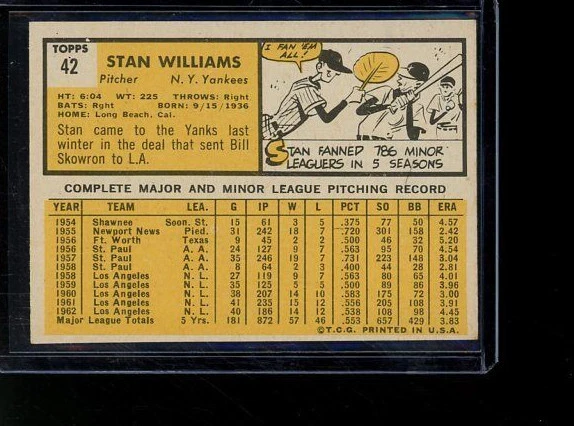 TOPPS
42
STAN WILLIAMS
Pitcher N. Y. Yankees
HT: 6:04 WT: 225 THROWS: Right
BATS: Rght BORN: 9/15/1936
HOME: Long Beach, Cal.
Stan came to the Yanks last
winter in the deal that sent Bill
Skowron to L.A.
I FAN 'EM
ALL!
STAN FANNED 786 MINOR
LEAGUERS IN 5 SEASONS
COMPLETE MAJOR AND MINOR LEAGUE PITCHING RECORD
YEAR TEAM LEA. G IP W L PCT SO BB ERA
1954 Shawnee Soon. St. 15 61 3 5 .375 77 50 4.57
1955 Newport News Pied. 31 242 18 7 .720 301 158 2.42
1956 Ft. Worth Texas 9 45 2 2 .500 46 32 5.20
1956 St. Paul A. A. 24 127 9 7 .563 95 70 4.54
1957 St. Paul A. A. 35 246 19 7 .731 223 148 3.04
1958 St. Paul A. A. 8 64 2 3 .400 44 28 2.81
1958 Los Angeles N. L. 27 119 9 7 .563 80 65 4.01
1959 Los Angeles N. L. 35 125 5 5 .500 89 86 3.96
1960 Los Angeles N. L. 38 207 14 10 .583 175 72 3.00
1961 Los Angeles N. L. 41 235 15 12 .556 205 108 3.91
1962 Los Angeles N. L. 40 186 14 12 .538 108 98 4.45
Major League Totals 5 Yrs. 181 872 57 46 .553 657 429 3.83
©T.C.G. PRINTED IN U.S.A.